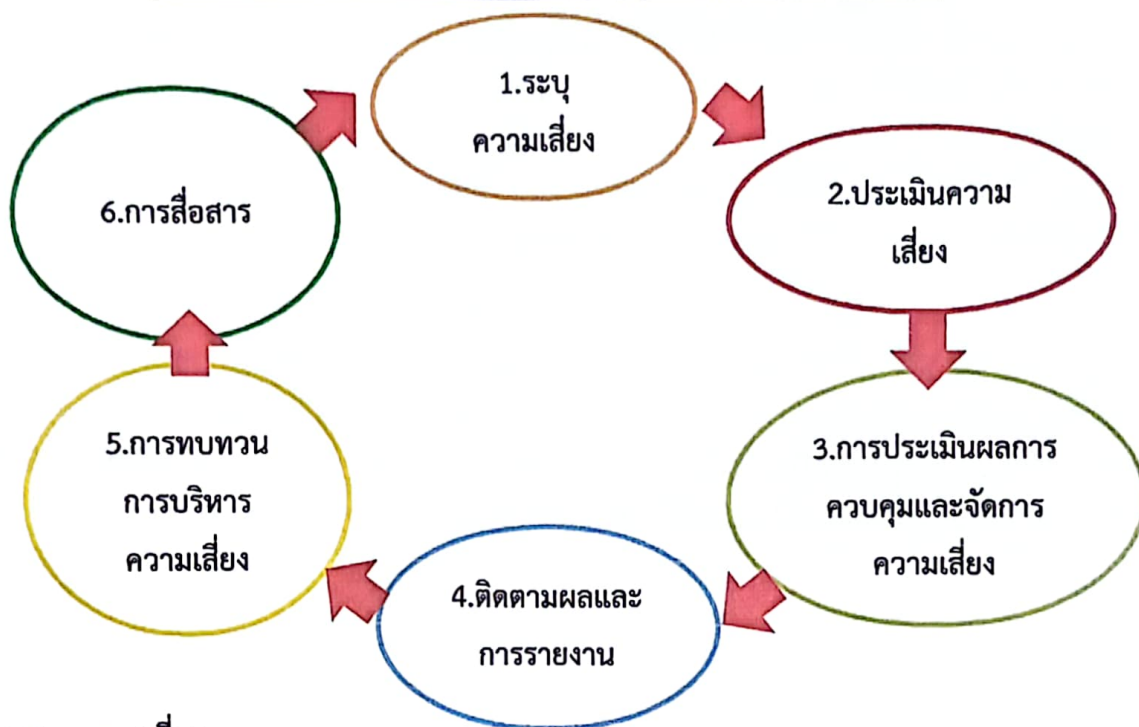 1.ระบุ
ความเสี่ยง
2.ประเมินความ
เสี่ยง
3.การประเมินผลการ
ควบคุมและจัดการ
ความเสี่ยง
4.ติดตามผลและ
การรายงาน
5.การทบทวน
การบริหาร
ความเสี่ยง
6.การสื่อสาร